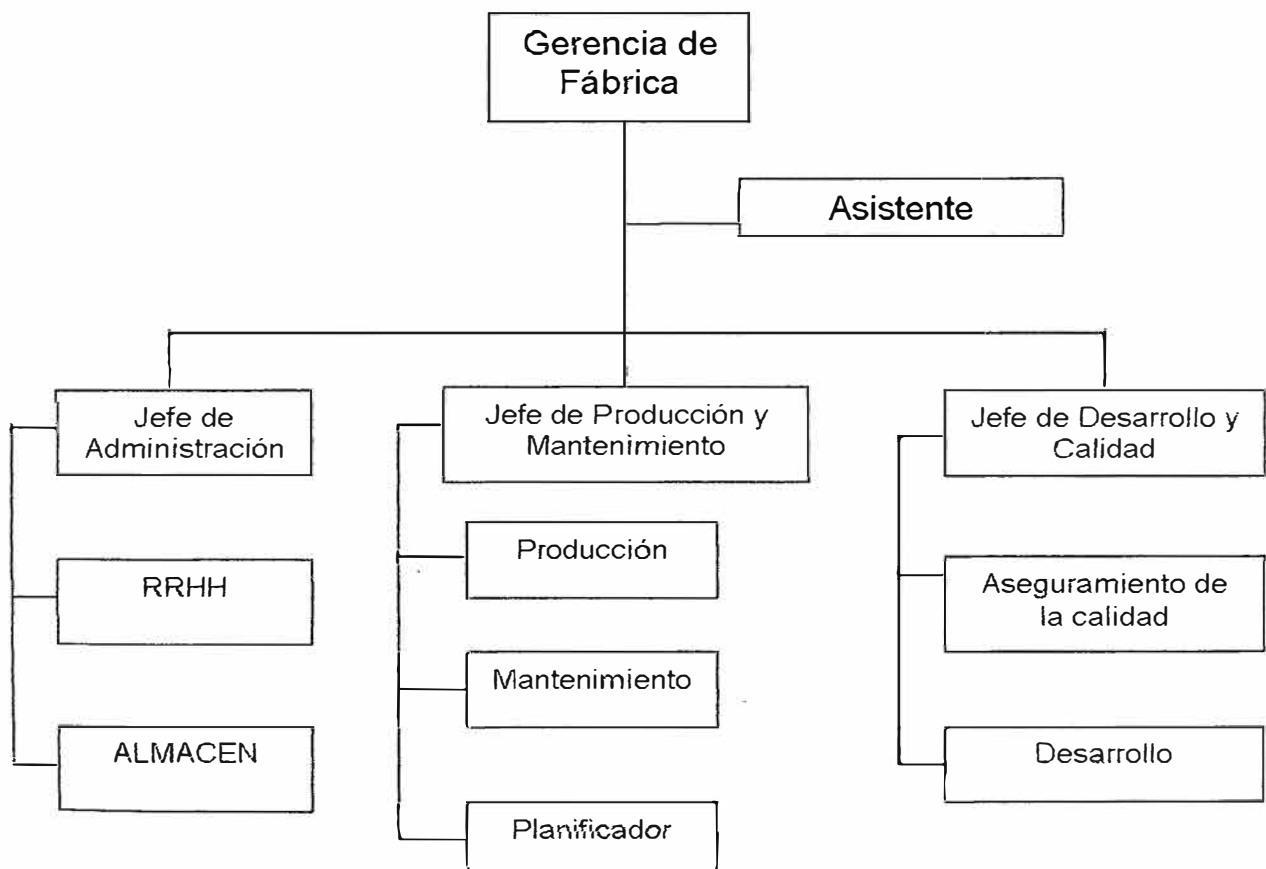 Gerencia de
Fábrica
Asistente
Jefe de
Administración
RRHH
ALMACEN
Jefe de Producción y
Mantenimiento
Producción
Mantenimiento
Planificador
Jefe de Desarrollo y
Calidad
Aseguramiento de
la calidad
Desarrollo